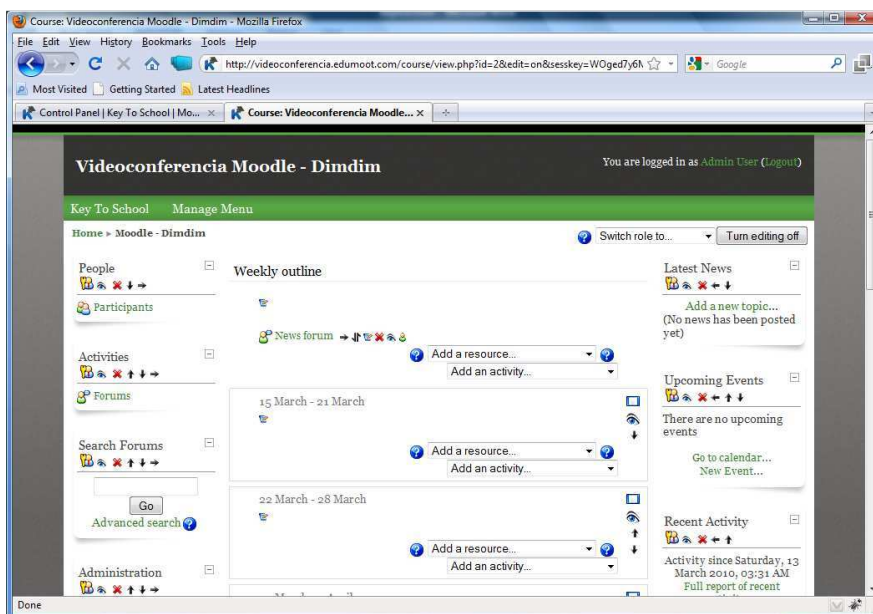 Course: Videoconferencia Moodle - Dimdim - Mozilla Firefox
File Edit View History Bookmarks Tools Help
http://videoconferencia.edumoot.com/course/view.php?id=2&edit=on&sesskey=WOged7y6
Google
Most Visited Getting Started Latest Headlines
Control Panel | Key To School | Mo...
Course: Videoconferencia Moodle...
Videoconferencia Moodle - Dimdim
You are logged in as Admin User (Logout)
Key To School Manage Menu
Home » Moodle - Dimdim
Switch role to...
Turn editing off
People
Participants
Activities
Forums
Search Forums
Go
Advanced search
Administration
Weekly outline
News forum
Add a resource...
Add an activity...
15 March - 21 March
Add a resource...
Add an activity...
22 March - 28 March
Add a resource...
Add an activity...
Latest News
Add a new topic...
(No news has been posted
yet)
Upcoming Events
There are no upcoming
events
Go to calendar...
New Event...
Recent Activity
Activity since Saturday, 13
March 2010, 03:31 AM
Full report of recent
Done